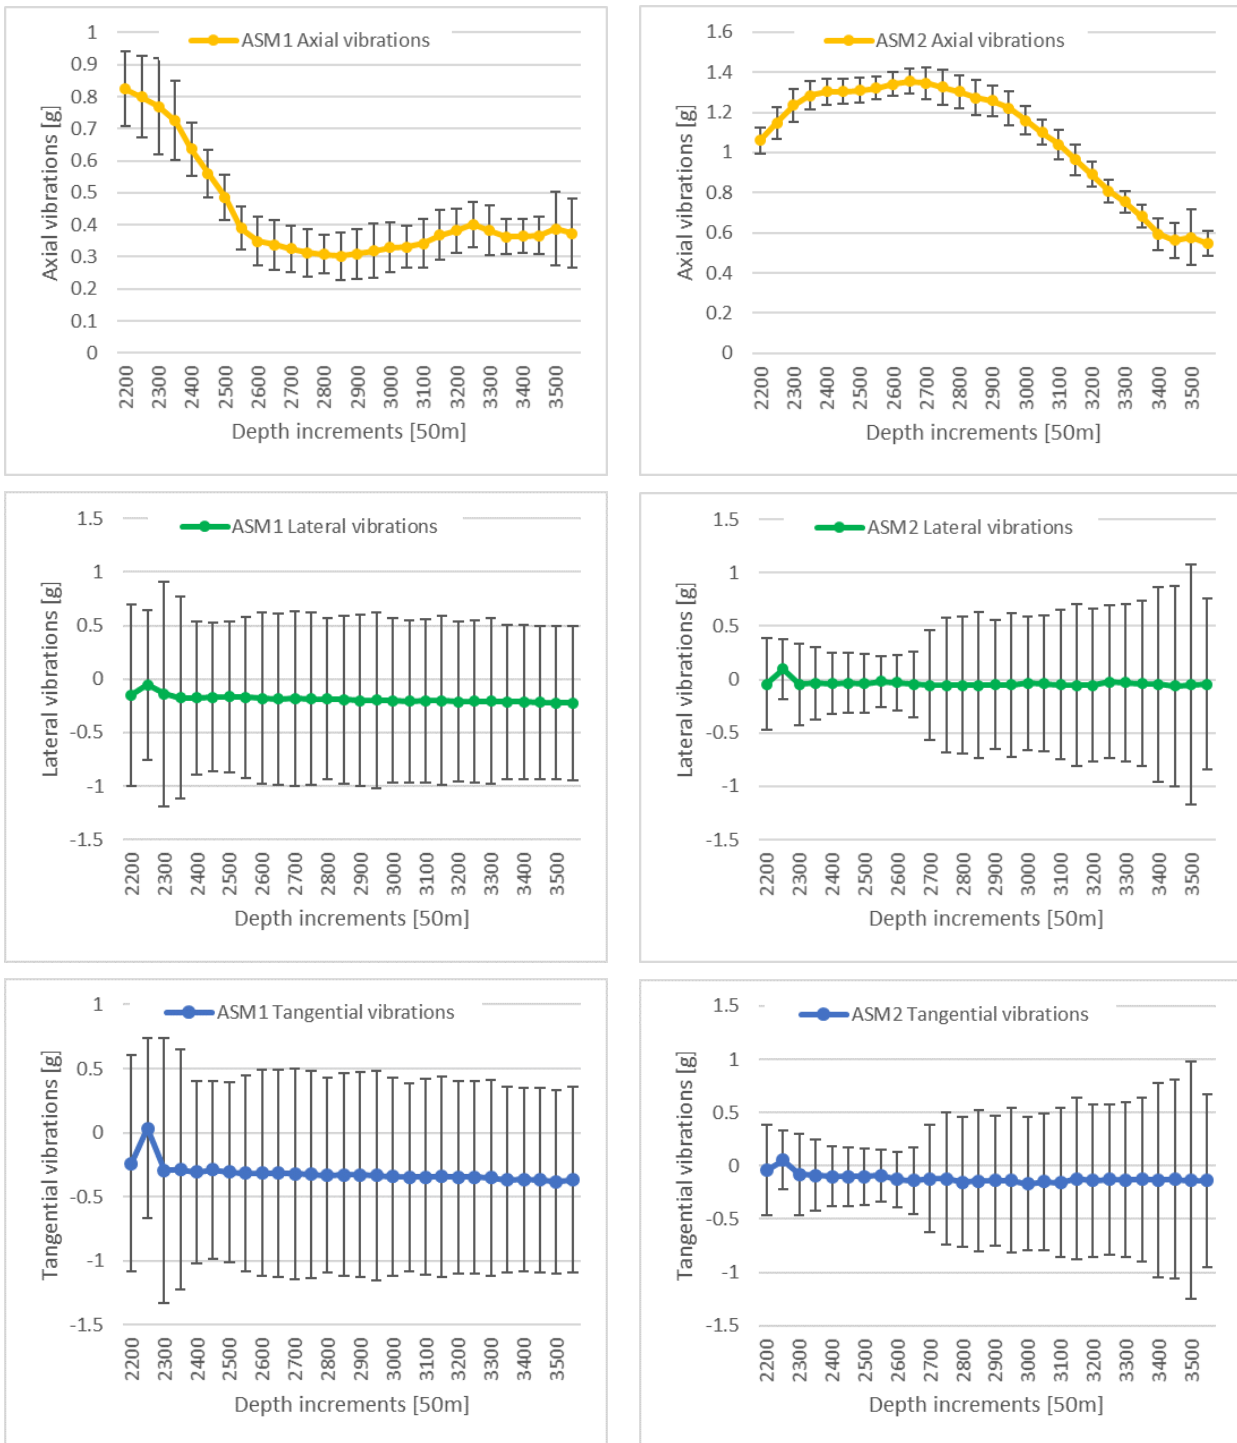 ASM1 Axial vibrations
Axial vibrations [g]
1
0.9
0.8
0.7
0.6
0.5
0.4
0.3
0.2
0.1
0
2200 2300 2400 2500 2600 2700 2800 2900 3000 3100 3200 3300 3400 3500
Depth increments [50m]
ASM2 Axial vibrations
Axial vibrations [g]
1.6
1.4
1.2
1
0.8
0.6
0.4
0.2
0
2200 2300 2400 2500 2600 2700 2800 2900 3000 3100 3200 3300 3400 3500
Depth increments [50m]
ASM1 Lateral vibrations
Lateral vibrations [g]
1.5
1
0.5
0
-0.5
-1
-1.5
2200 2300 2400 2500 2600 2700 2800 2900 3000 3100 3200 3300 3400 3500
Depth increments [50m]
ASM2 Lateral vibrations
Lateral vibrations [g]
1.5
1
0.5
0
-0.5
-1
-1.5
2200 2300 2400 2500 2600 2700 2800 2900 3000 3100 3200 3300 3400 3500
Depth increments [50m]
ASM1 Tangential vibrations
Tangential vibrations [g]
1
0.5
0
-0.5
-1
-1.5
2200 2300 2400 2500 2600 2700 2800 2900 3000 3100 3200 3300 3400 3500
Depth increments [50m]
ASM2 Tangential vibrations
Tangential vibrations [g]
1.5
1
0.5
0
-0.5
-1
-1.5
2200 2300 2400 2500 2600 2700 2800 2900 3000 3100 3200 3300 3400 3500
Depth increments [50m]